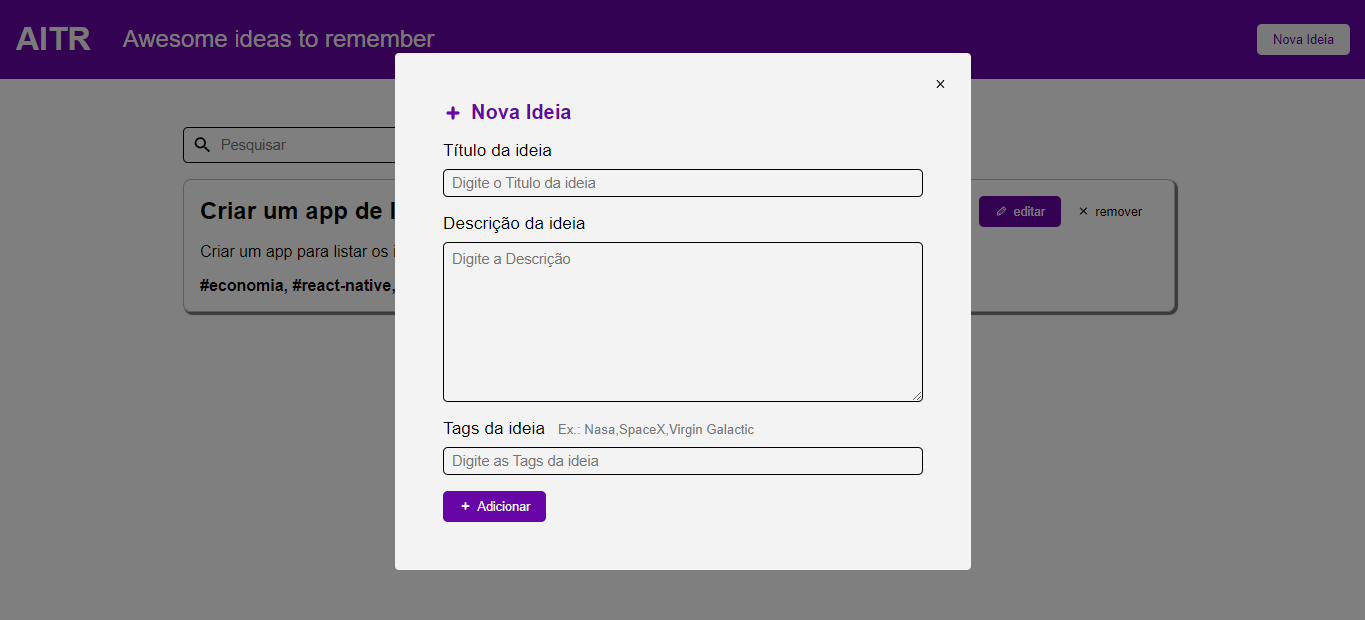 AITR Awesome ideas to remember
Nova Ideia
×
+ Nova Ideia
Pesquisar
Título da ideia
Digite o Titulo da ideia
Criar um app de
editar
× remover
Descrição da ideia
Criar um app para listar os
Digite a Descrição
#economia, #react-native,
Tags da ideia Ex.: Nasa,SpaceX,Virgin Galactic
Digite as Tags da ideia
+ Adicionar